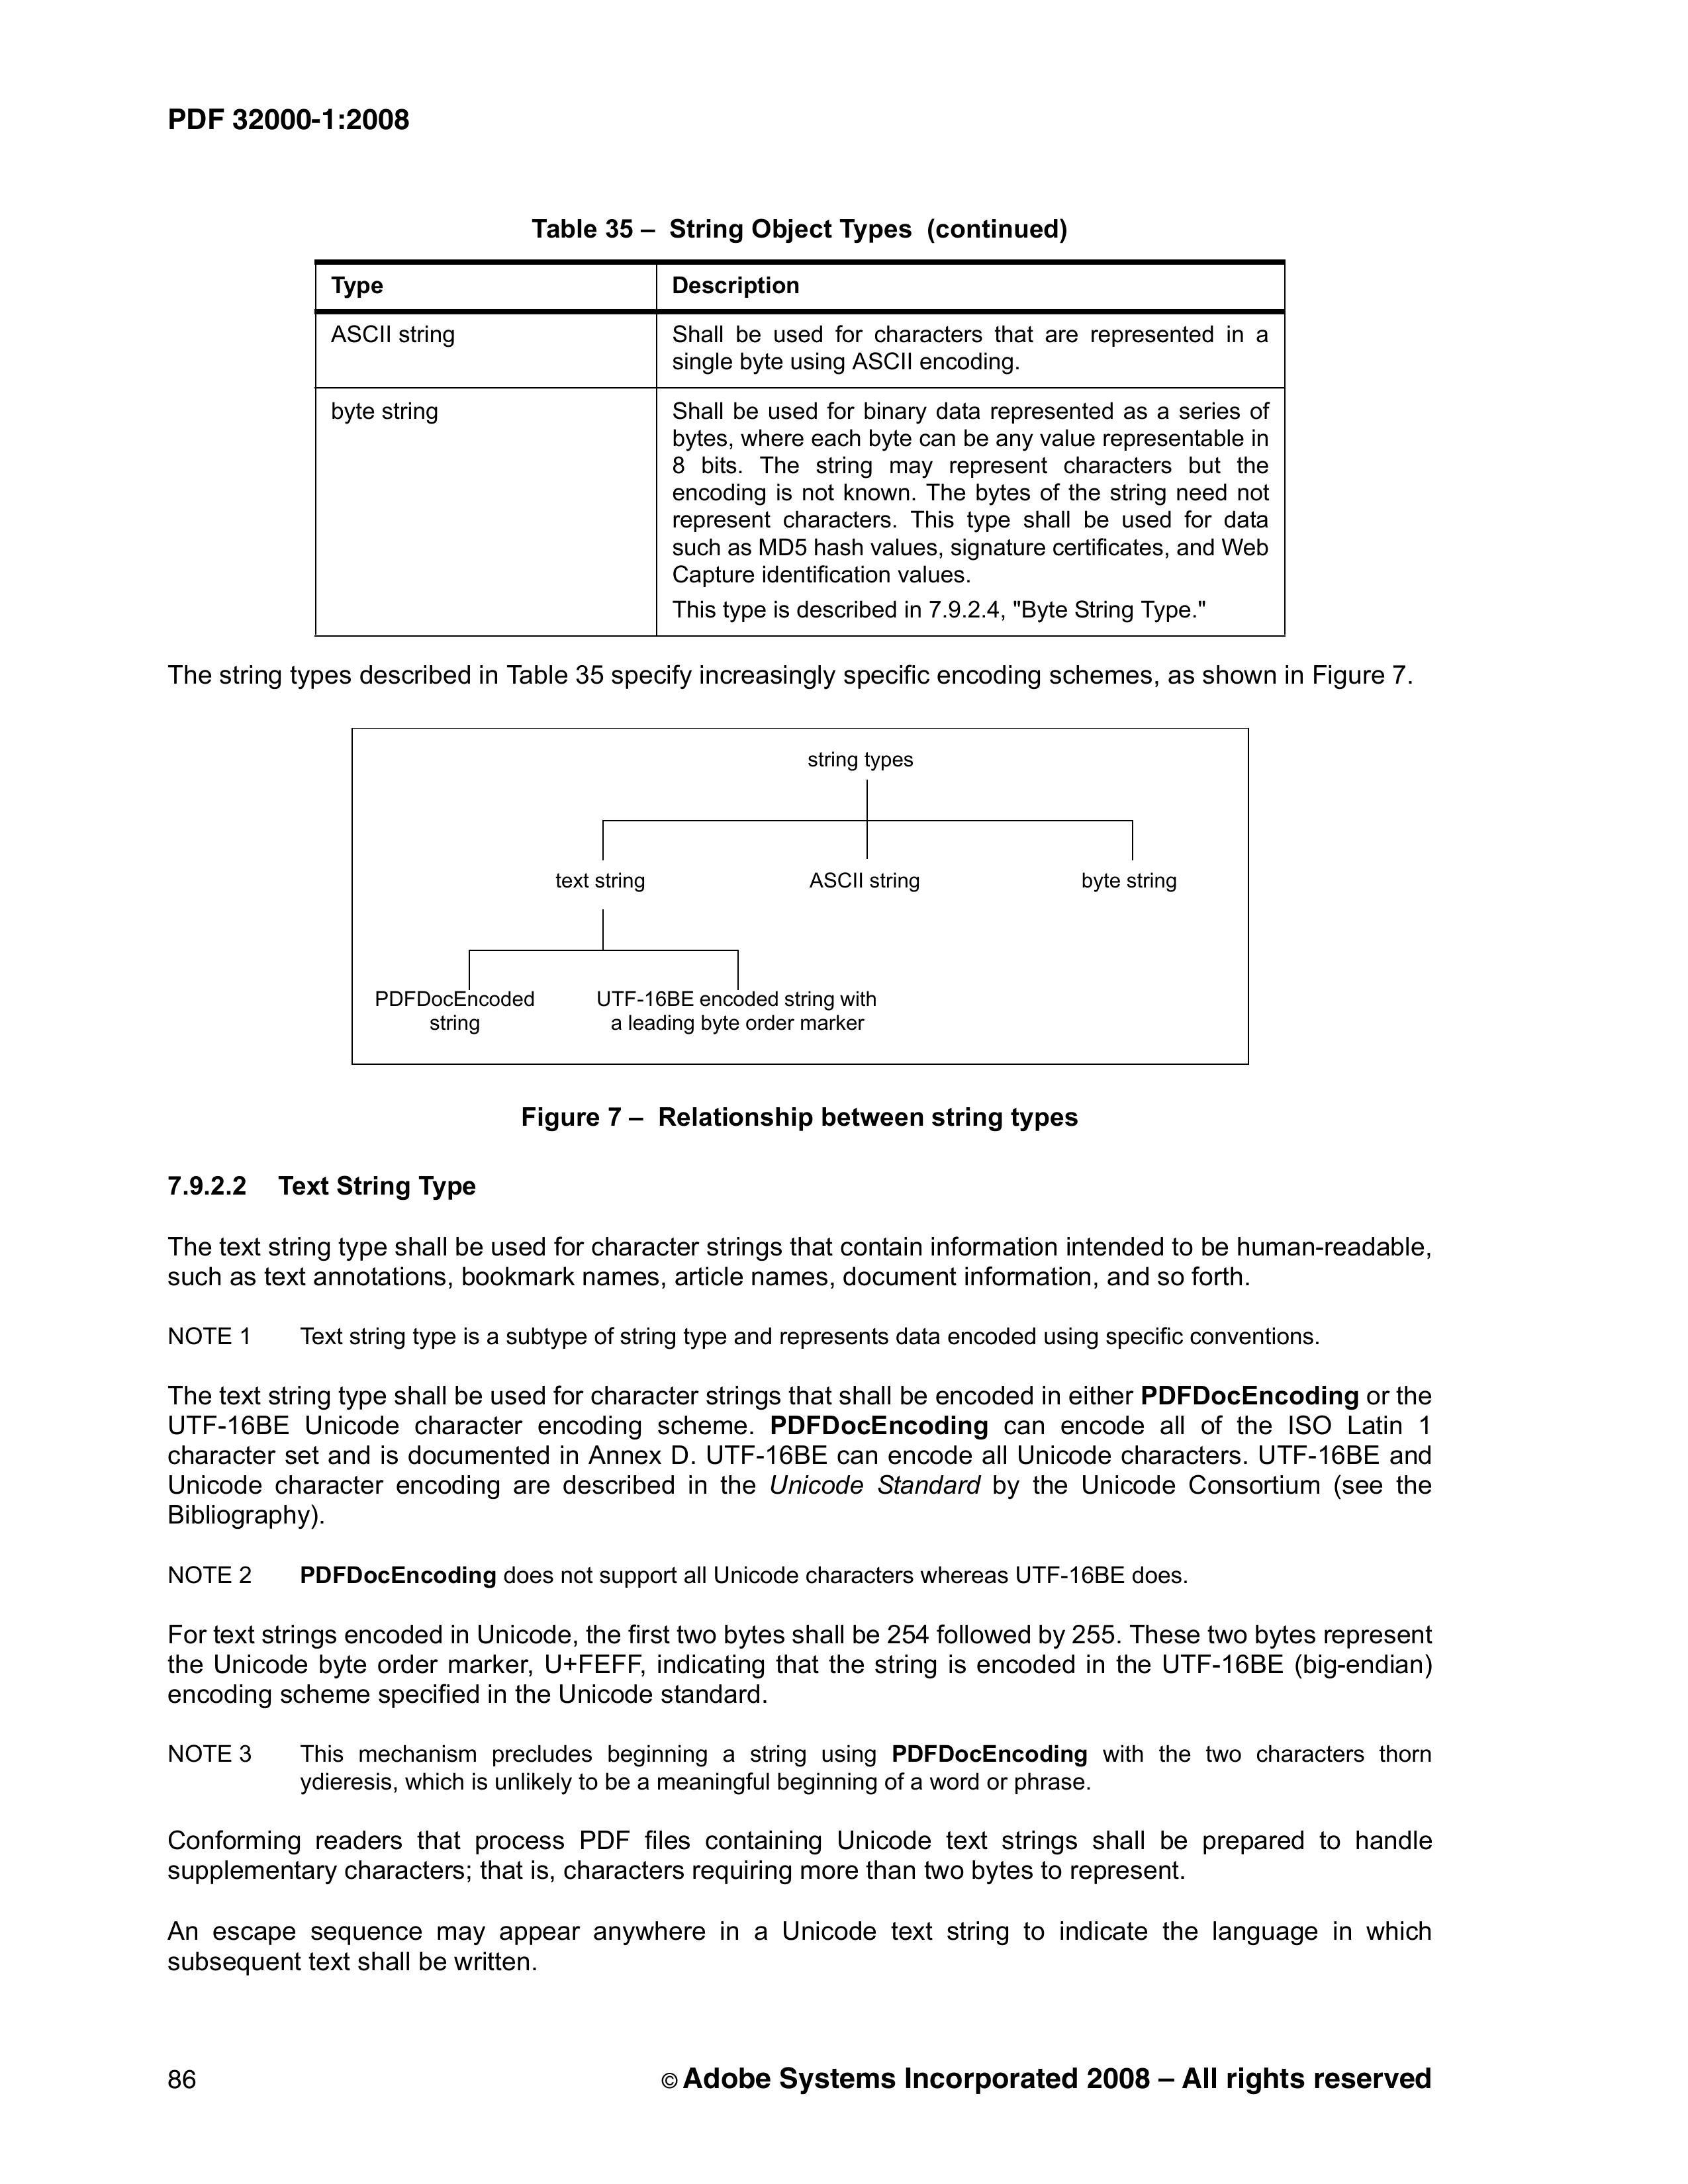 PDF 32000-1:2008
Table 35 – String Object Types (continued)
Type Description
ASCII string Shall be used for characters that are represented in a
single byte using ASCII encoding.
byte string Shall be used for binary data represented as a series of
bytes, where each byte can be any value representable in
8 bits. The string may represent characters but the
encoding is not known. The bytes of the string need not
represent characters. This type shall be used for data
such as MD5 hash values, signature certificates, and Web
Capture identification values.
This type is described in 7.9.2.4, "Byte String Type."
The string types described in Table 35 specify increasingly specific encoding schemes, as shown in Figure 7.
string types
text string ASCII string byte string
PDFDocEncoded UTF-16BE encoded string with
string a leading byte order marker
Figure 7 – Relationship between string types
7.9.2.2 Text String Type
The text string type shall be used for character strings that contain information intended to be human-readable,
such as text annotations, bookmark names, article names, document information, and so forth.
NOTE 1 Text string type is a subtype of string type and represents data encoded using specific conventions.
The text string type shall be used for character strings that shall be encoded in either PDFDocEncoding or the
UTF-16BE Unicode character encoding scheme. PDFDocEncoding can encode all of the ISO Latin 1
character set and is documented in Annex D. UTF-16BE can encode all Unicode characters. UTF-16BE and
Unicode character encoding are described in the Unicode Standard by the Unicode Consortium (see the
Bibliography).
NOTE 2 PDFDocEncoding does not support all Unicode characters whereas UTF-16BE does.
For text strings encoded in Unicode, the first two bytes shall be 254 followed by 255. These two bytes represent
the Unicode byte order marker, U+FEFF, indicating that the string is encoded in the UTF-16BE (big-endian)
encoding scheme specified in the Unicode standard.
NOTE 3 This mechanism precludes beginning a string using PDFDocEncoding with the two characters thorn
ydieresis, which is unlikely to be a meaningful beginning of a word or phrase.
Conforming readers that process PDF files containing Unicode text strings shall be prepared to handle
supplementary characters; that is, characters requiring more than two bytes to represent.
An escape sequence may appear anywhere in a Unicode text string to indicate the language in which
subsequent text shall be written.
86 © Adobe Systems Incorporated 2008 – All rights reserved